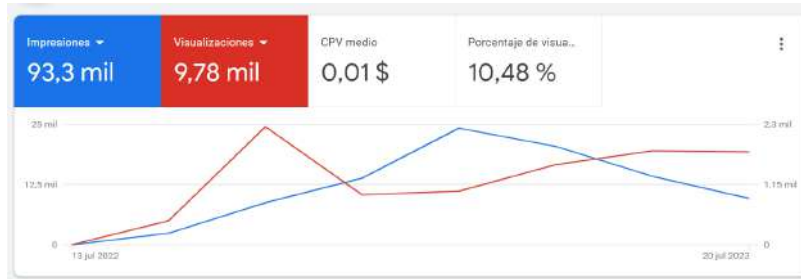 Impresiones
Visualizaciones
CPV medio
Porcentaje de visua...
93,3 mil
9,78 mil
0,01 $
10,48 %
25 mil
2,3 mil
12,5 mil
1,15 mil
0
0
13 jul 2022
20 jul 2022